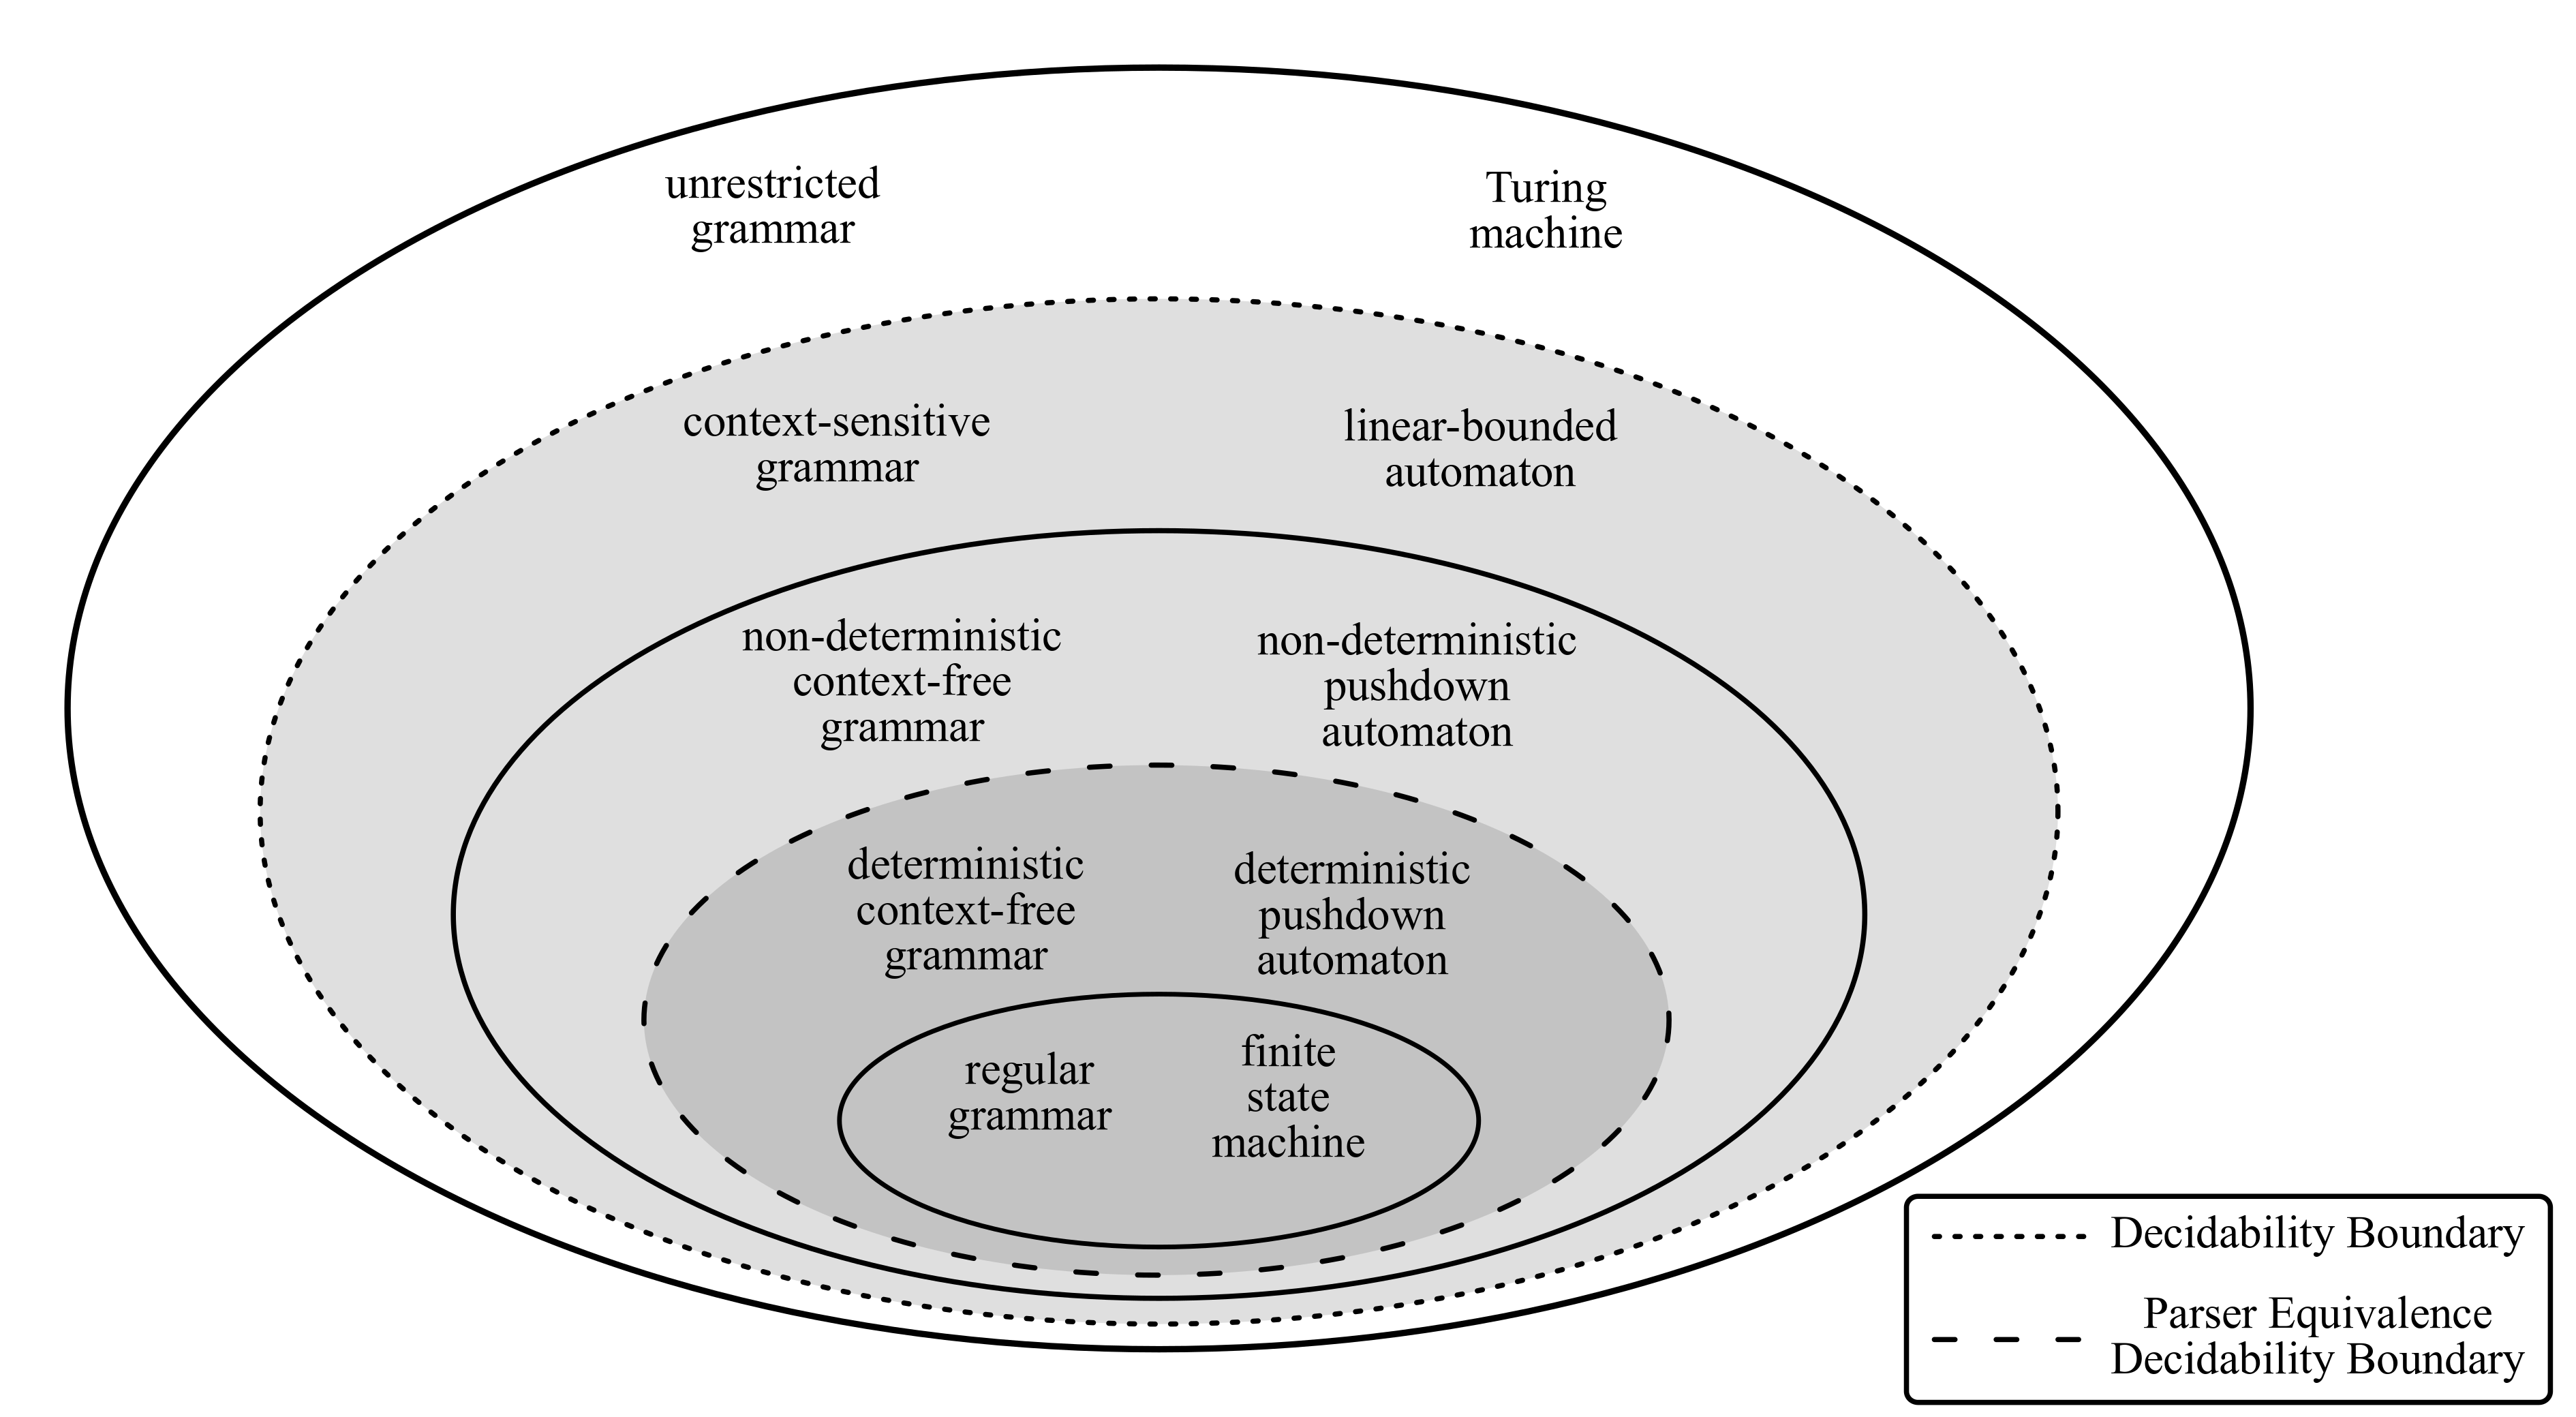 unrestricted
grammar
Turing
machine
context-sensitive
grammar
linear-bounded
automaton
non-deterministic
context-free
grammar
non-deterministic
pushdown
automaton
deterministic
context-free
grammar
deterministic
pushdown
automaton
regular
grammar
finite
state
machine
Decidability Boundary
Parser Equivalence
Decidability Boundary